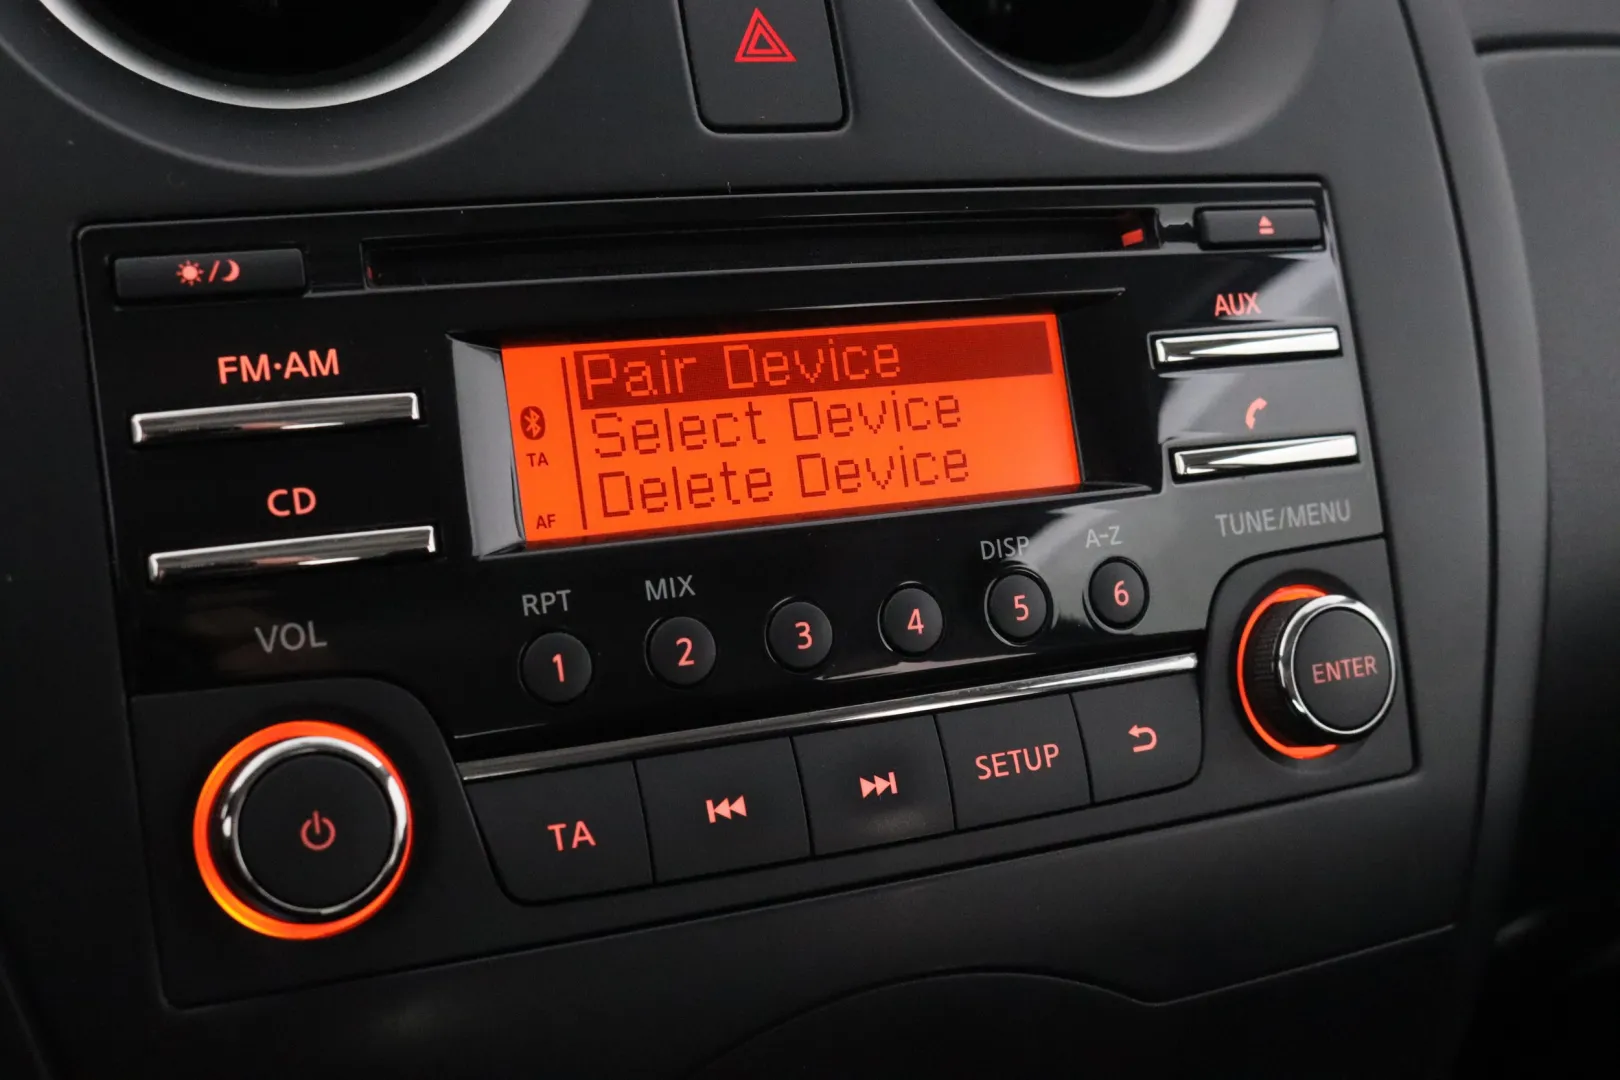 AUX
FM·AM
Pair Device
Select Device
Delete Device
TA
AF
CD
TUNE/MENU
DISP
A-Z
RPT
MIX
VOL
1
2
3
4
5
6
ENTER
TA
SETUP